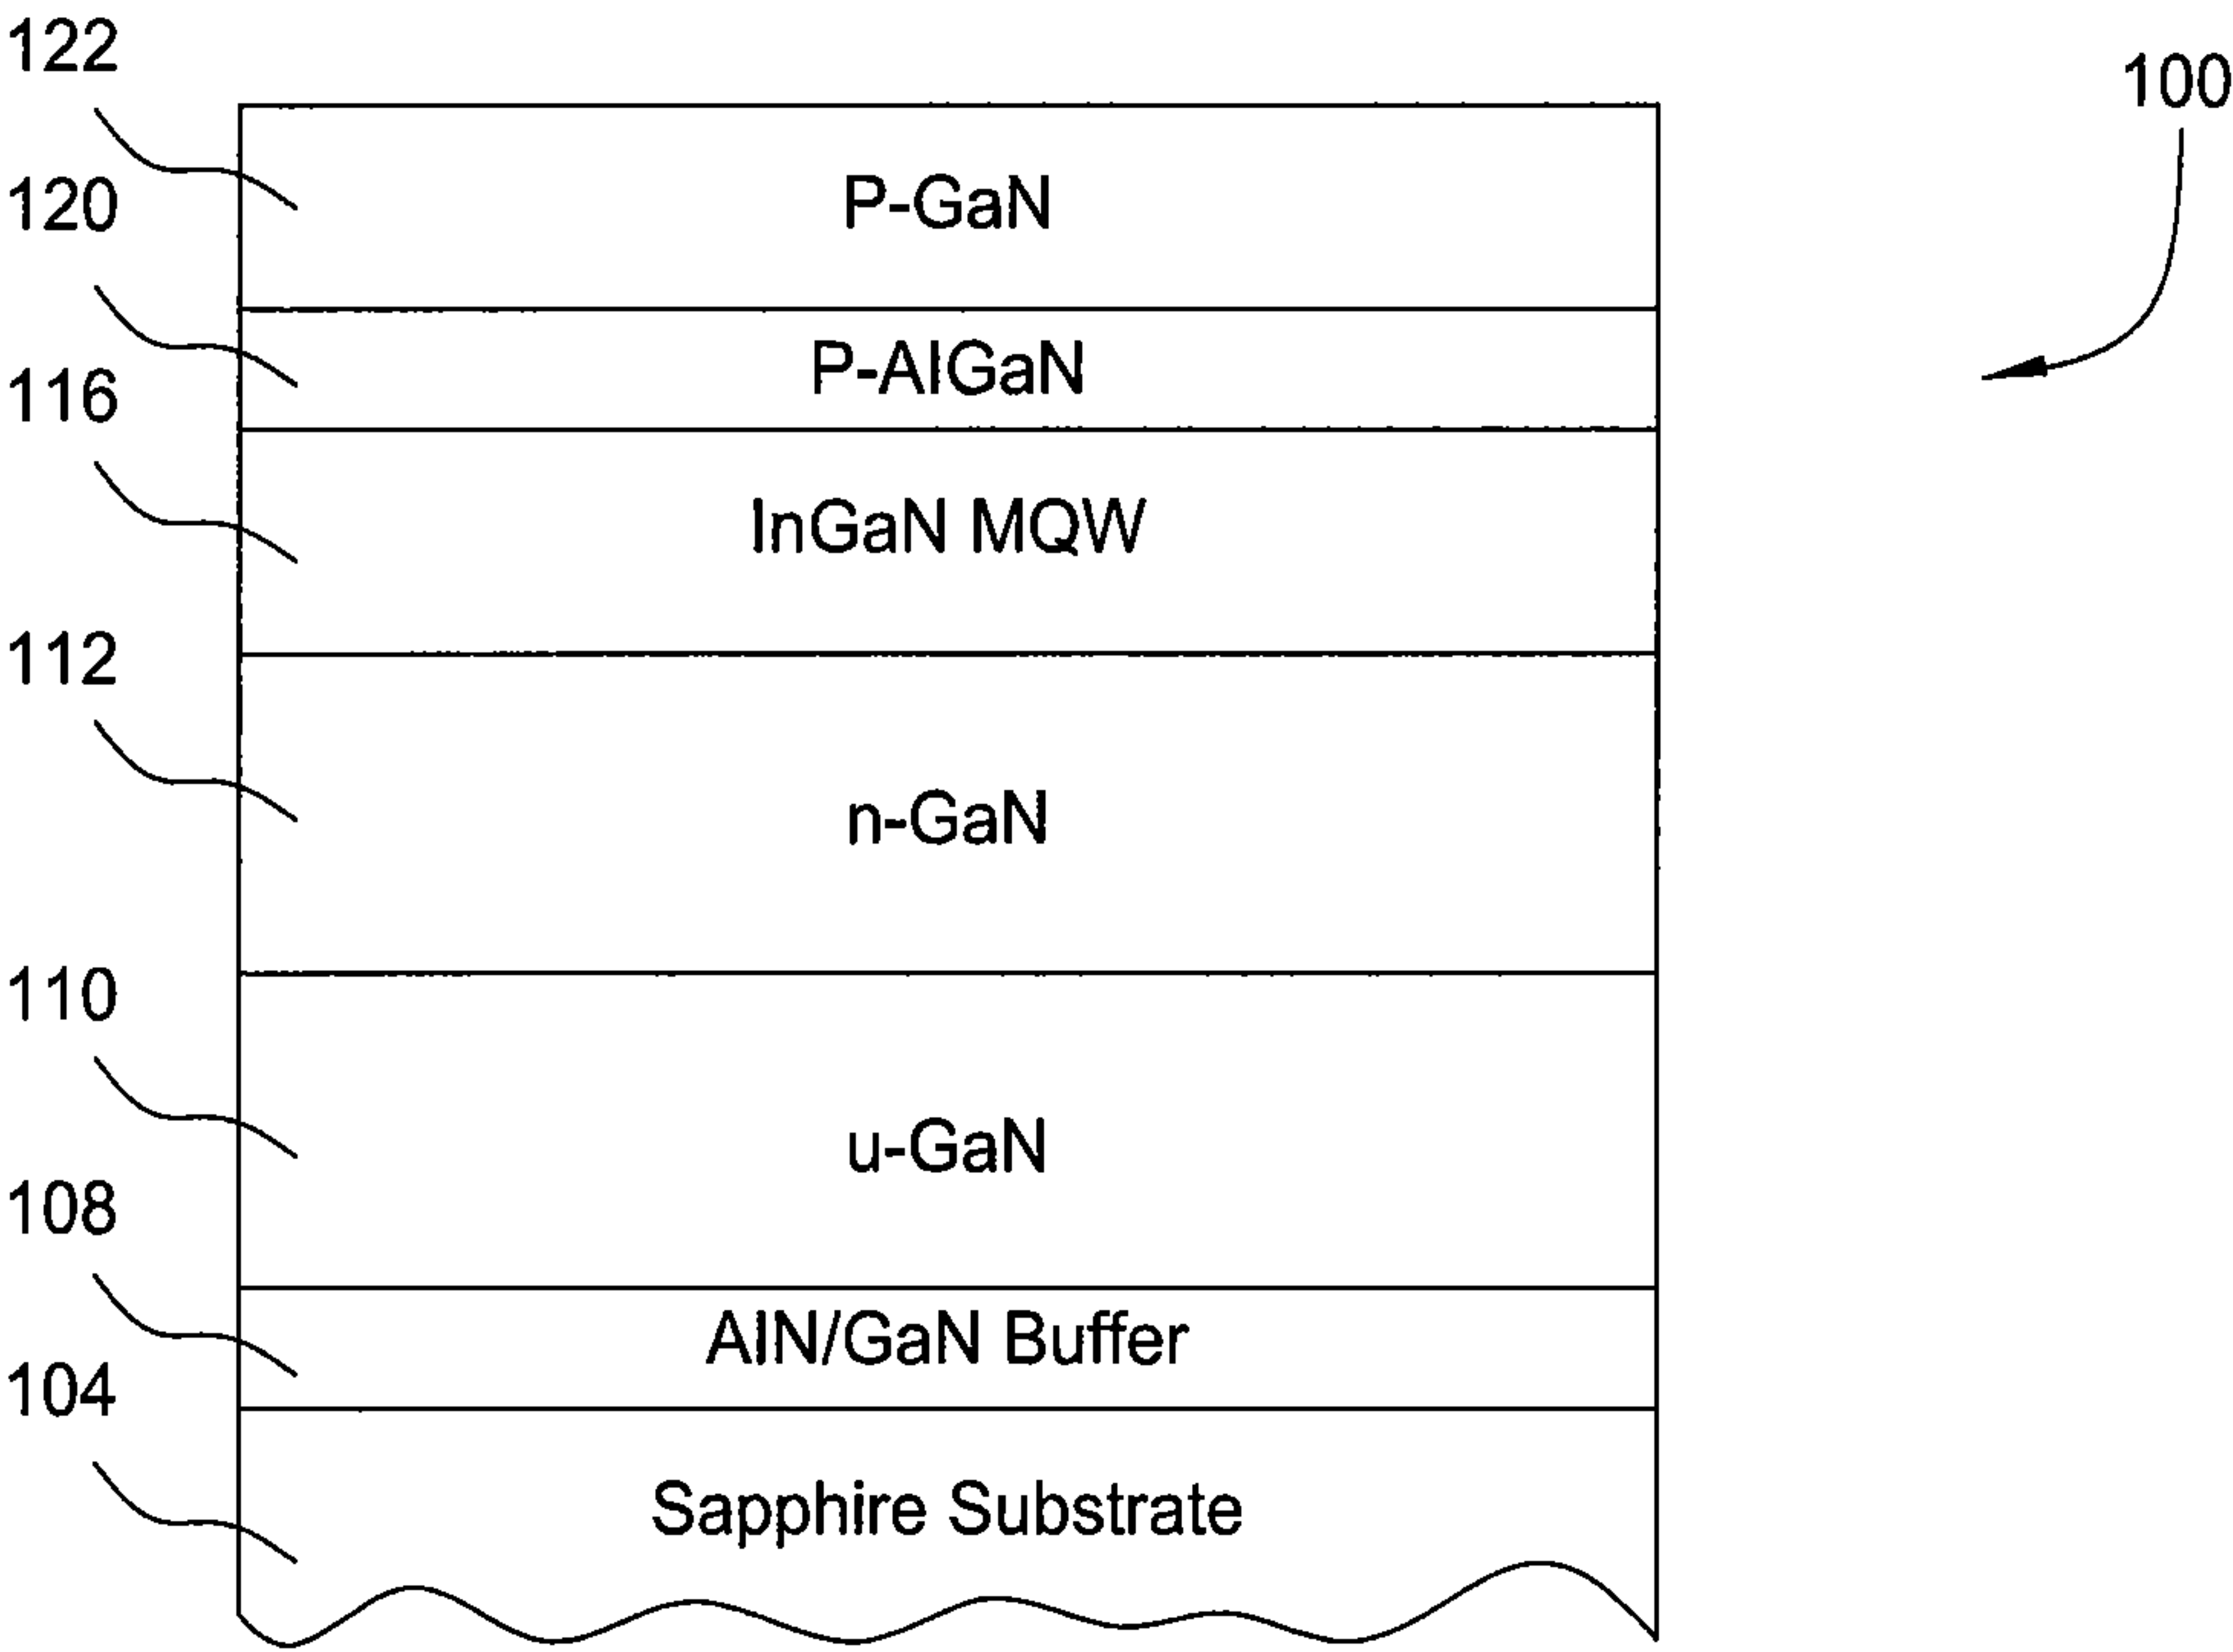 122
100
P-GaN
120
P-AlGaN
116
InGaN MQW
112
n-GaN
110
u-GaN
108
AlN/GaN Buffer
104
Sapphire Substrate